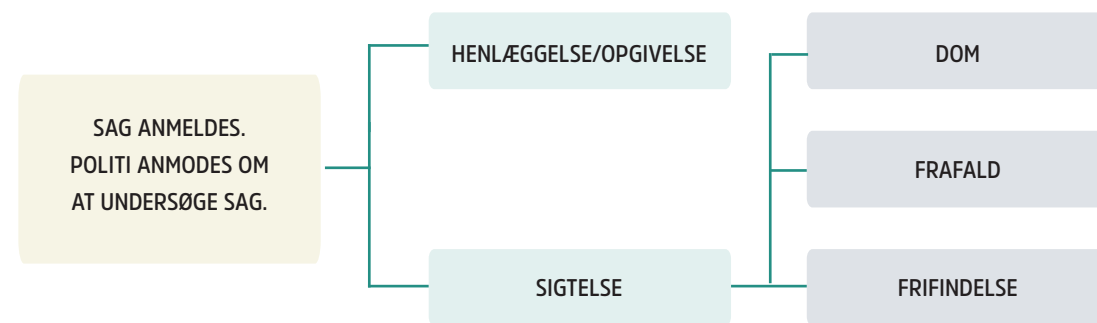 SAG ANMELDES.
POLITI ANMODES OM
AT UNDERSØGE SAG.
HENLÆGGELSE/OPGIVELSE
SIGTELSE
DOM
FRAFALD
FRIFINDELSE